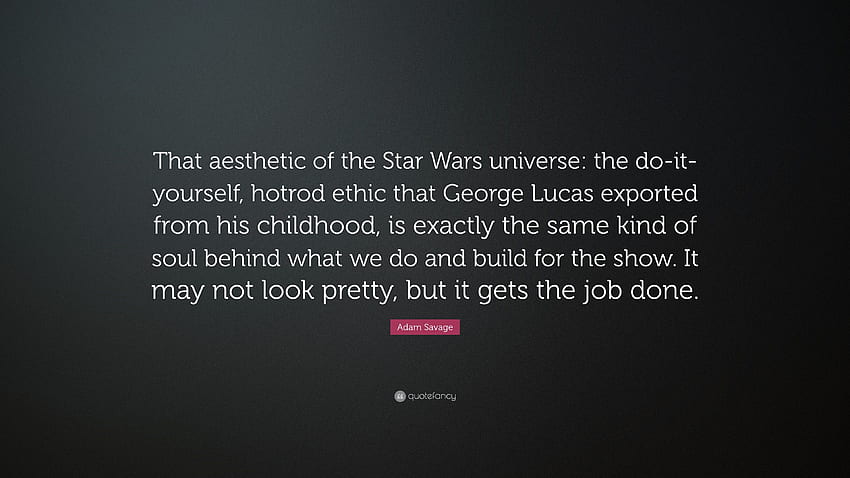 That aesthetic of the Star Wars universe: the do-it-
yourself, hotrod ethic that George Lucas exported
from his childhood, is exactly the same kind of
soul behind what we do and build for the show. It
may not look pretty, but it gets the job done.
Adam Savage
quotefancy